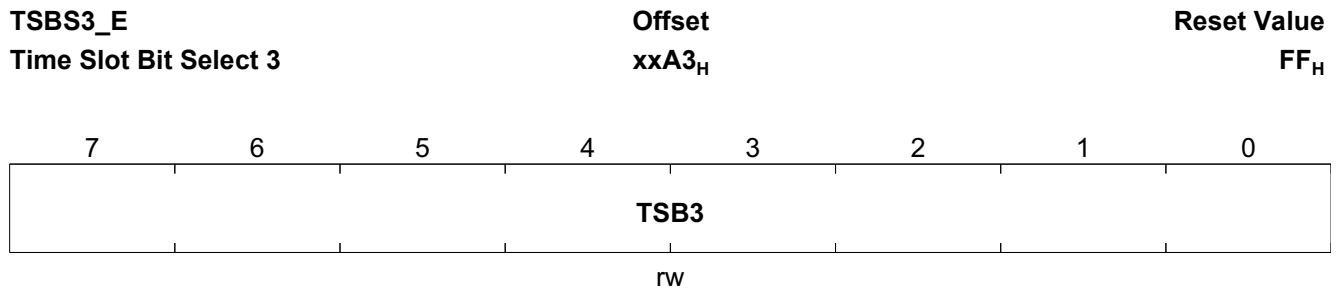 TSBS3_E Offset Reset Value
Time Slot Bit Select 3 xxA3H FFH
7 6 5 4 3 2 1 0
TSB3
rw